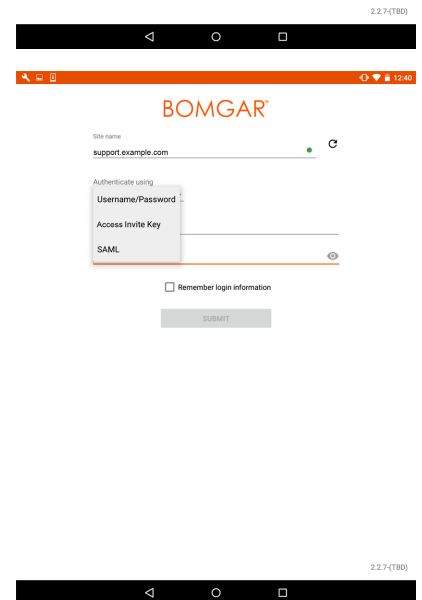 2.2.7-(TBD)
12:40
BOMGAR
Site name
support.example.com
Authenticate using
Username/Password
Access Invite Key
SAML
Remember login information
SUBMIT
2.2.7-(TBD)